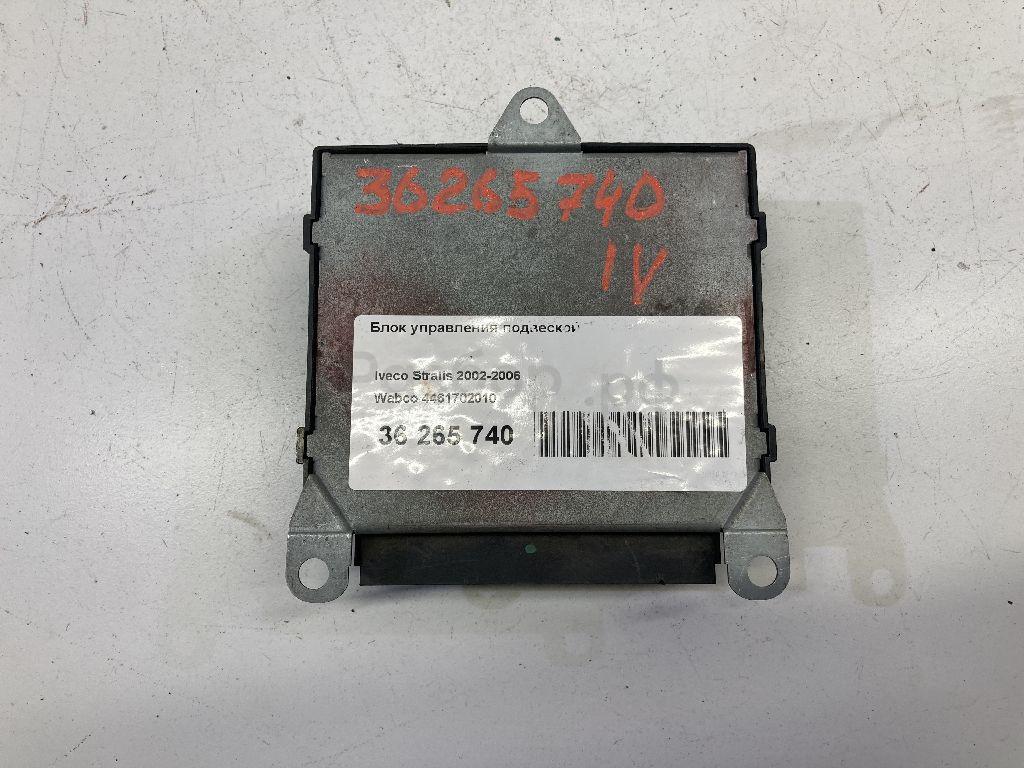 36265740
IV
Блок управления подвеской
Iveco Stralis 2002-2006
Wabco 4461702010
36 265 740